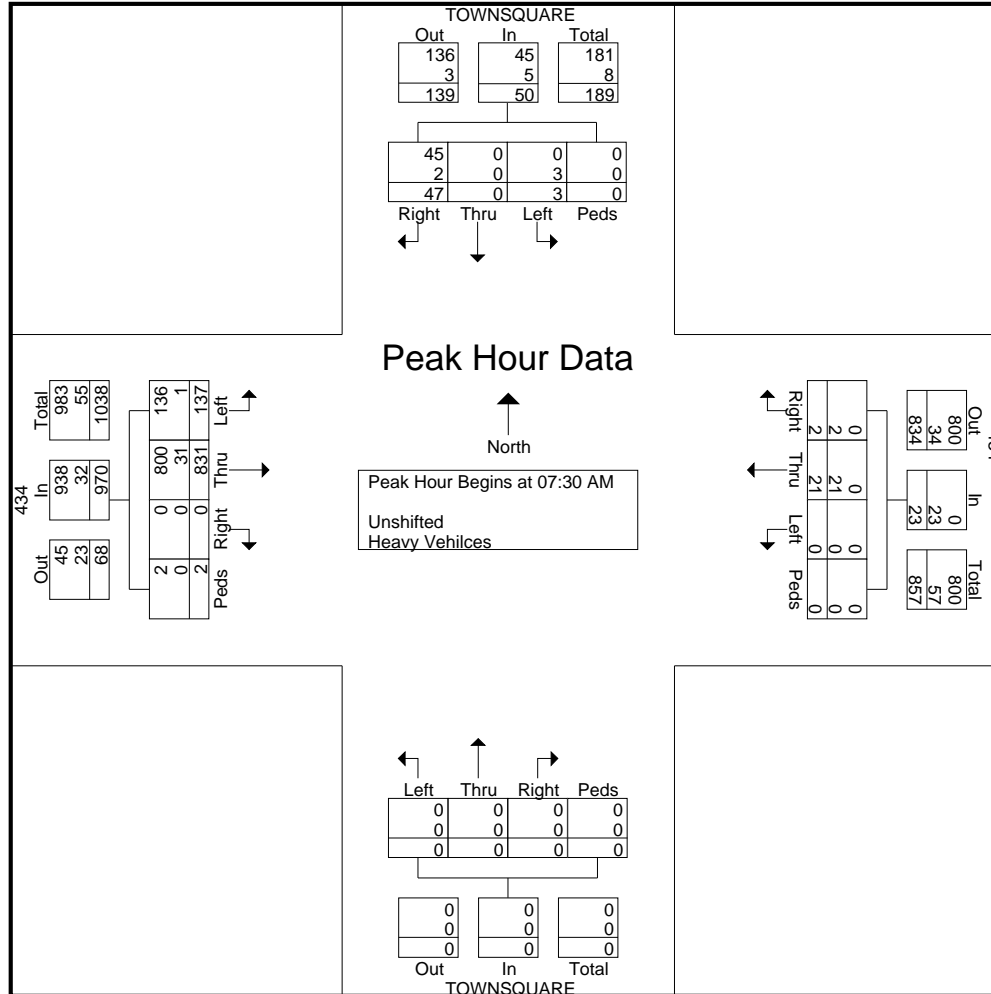 TOWNSQUARE
Out In Total
136 45 181
3 5 8
139 50 189
45 0 0 0
2 0 3 0
47 0 3 0
Right Thru Left Peds
Peak Hour Data
North
Peak Hour Begins at 07:30 AM
Unshifted
Heavy Vehilces
434
Total In Out
983 938 45
55 32 23
1038 970 68
136 800 0 2
1 31 0 0
137 831 0 2
Left Thru Right Peds
Out In Total
800 0 800
34 23 57
834 23 857
0 0 0 0
2 21 0 0
2 21 0 0
Right Thru Left Peds
Left Thru Right Peds
0 0 0 0
0 0 0 0
0 0 0 0
0 0 0
0 0 0
0 0 0
Out In Total
TOWNSQUARE